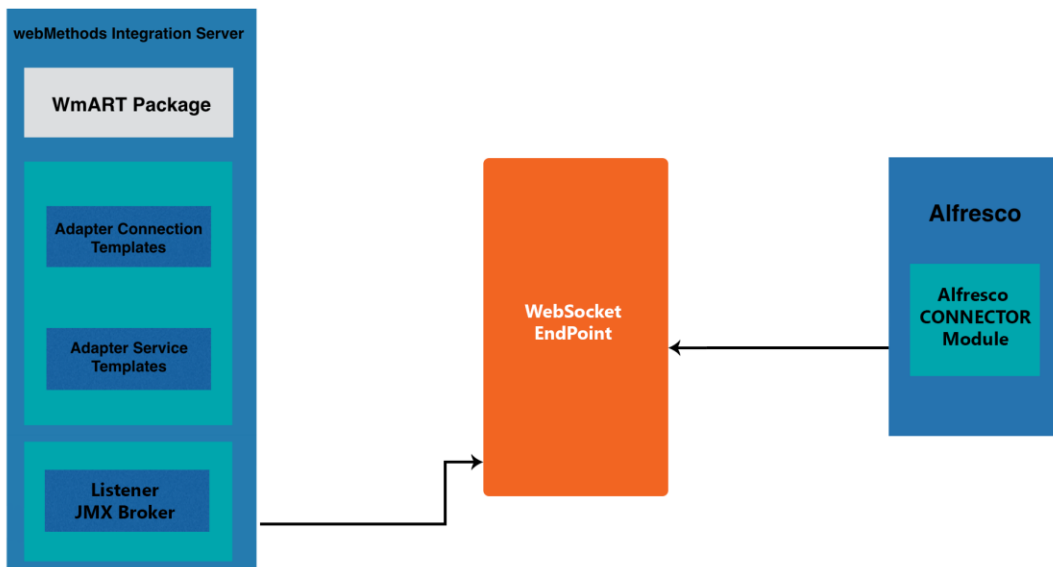 webMethods Integration Server
WmART Package
Adapter Connection
Templates
Adapter Service
Templates
Listener
JMX Broker
WebSocket
EndPoint
Alfresco
Alfresco
CONNECTOR
Module